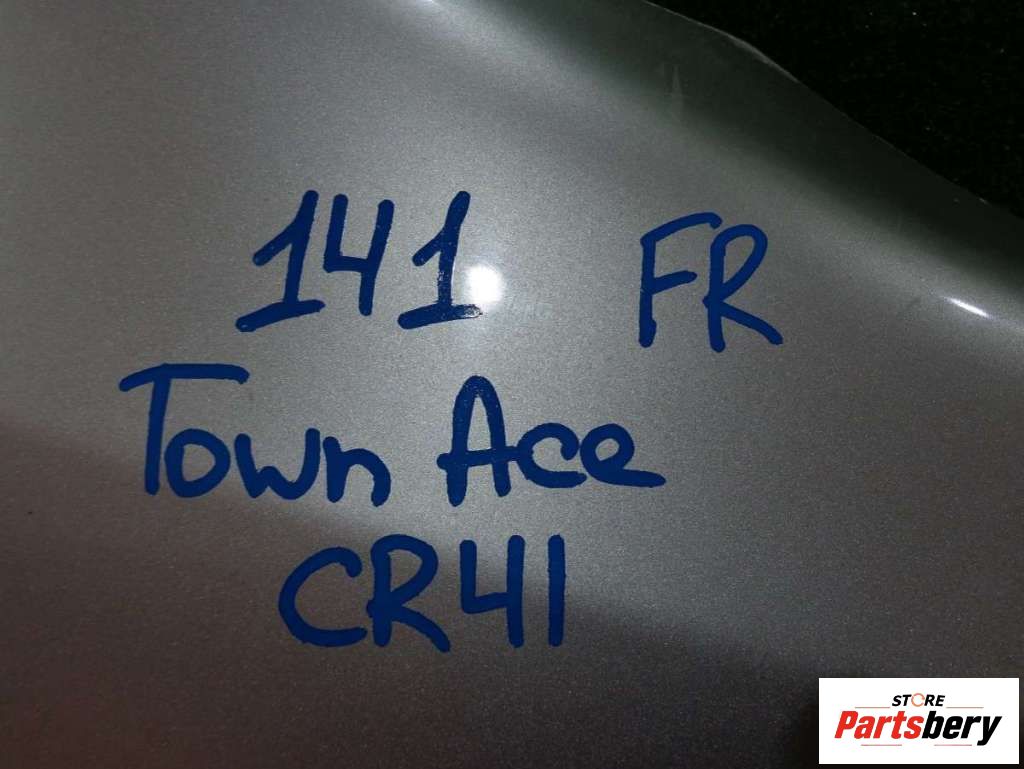 141 FR
Town Ace
CR41
STORE
Partsbery